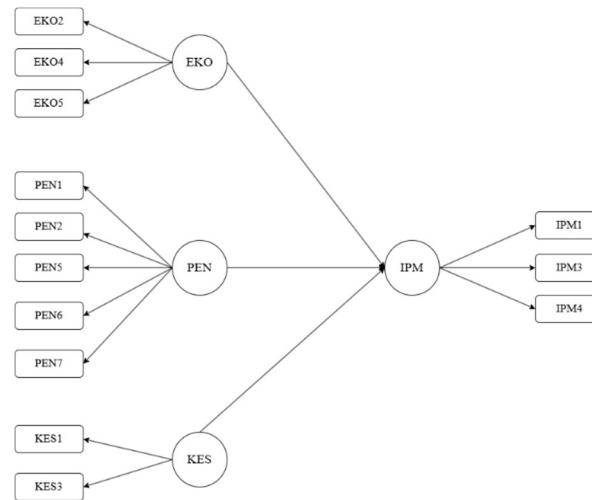 EKO2
EKO4
EKO5
EKO
PEN1
PEN2
PEN5
PEN6
PEN7
PEN
KES1
KES3
KES
IPM
IPM1
IPM3
IPM4